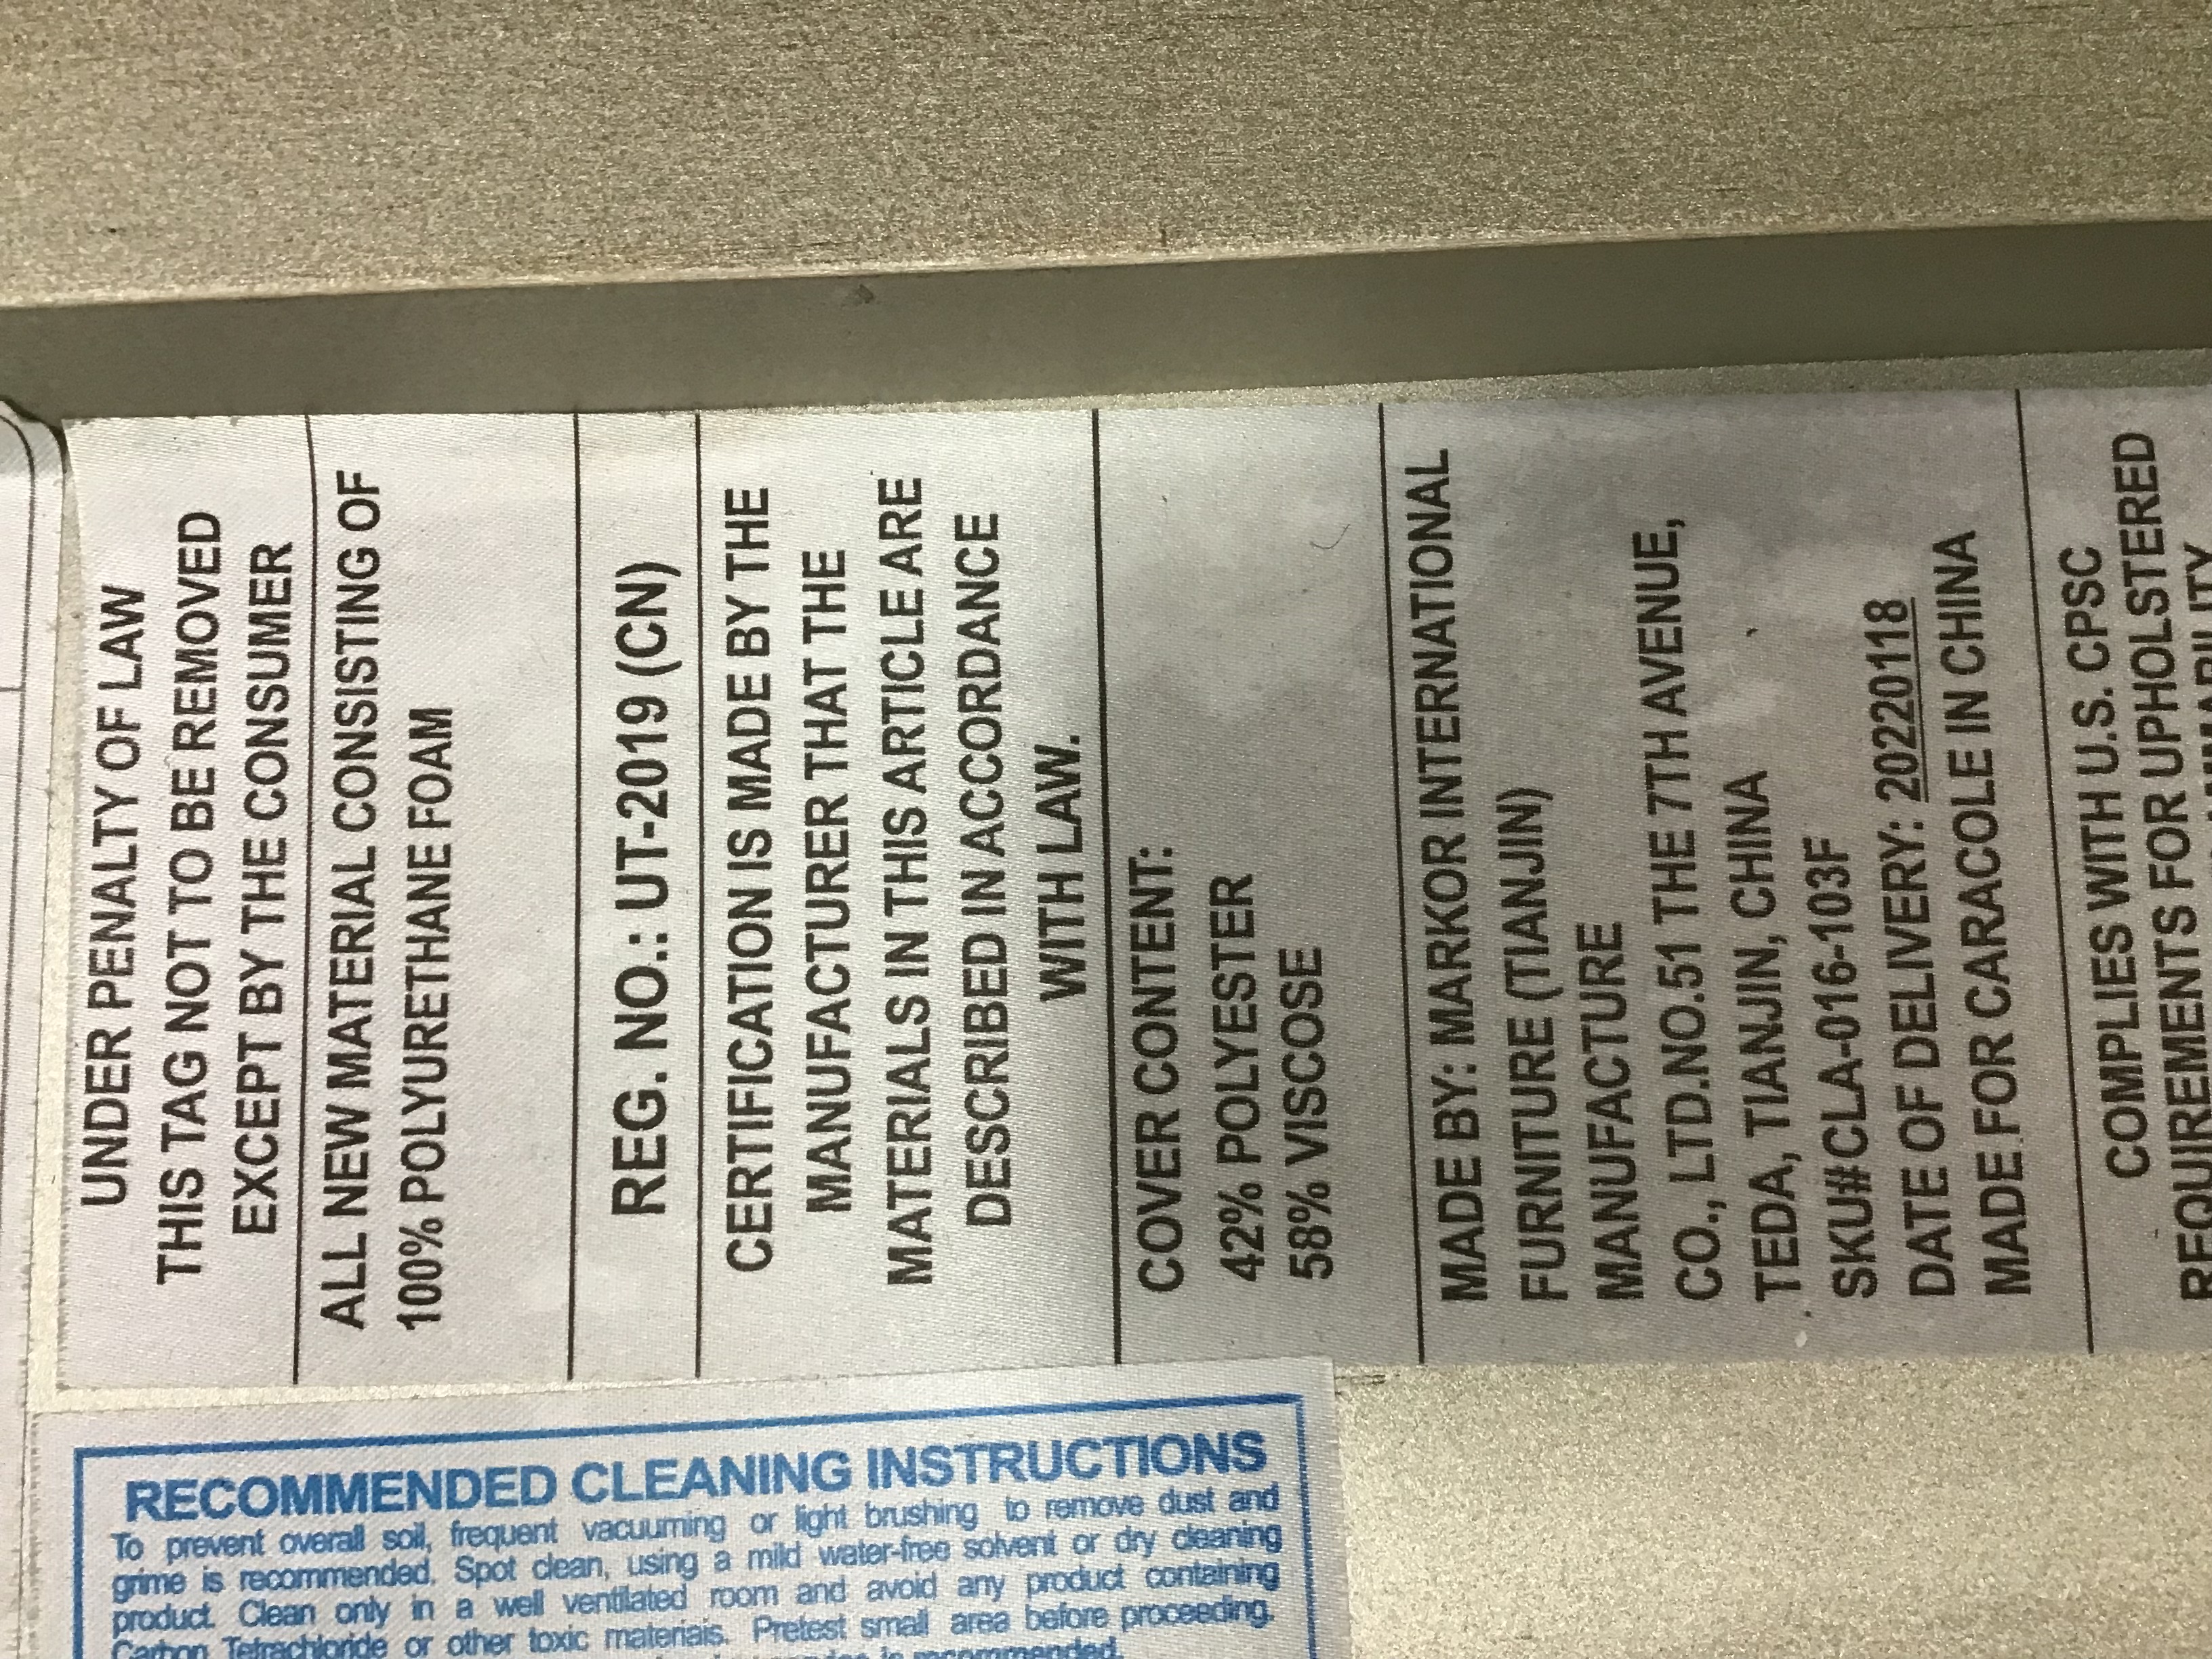 UNDER PENALTY OF LAW
THIS TAG NOT TO BE REMOVED
EXCEPT BY THE CONSUMER
ALL NEW MATERIAL CONSISTING OF
100% POLYURETHANE FOAM
REG. NO.: UT-2019 (CN)
CERTIFICATION IS MADE BY THE
MANUFACTURER THAT THE
MATERIALS IN THIS ARTICLE ARE
DESCRIBED IN ACCORDANCE
WITH LAW.
COVER CONTENT:
42% POLYESTER
58% VISCOSE
MADE BY: MARKOR INTERNATIONAL
FURNITURE (TIANJIN)
MANUFACTURE
CO., LTD.NO.51 THE 7TH AVENUE,
TEDA, TIANJIN, CHINA
SKU#CLA-016-103F
DATE OF DELIVERY: 20220118
MADE FOR CARACOLE IN CHINA
COMPLIES WITH U.S. CPSC
REQUIREMENTS FOR UPHOLSTERED
RECOMMENDED CLEANING INSTRUCTIONS
To prevent overall soil, frequent vacuuming or light brushing to remove dust and
grime is recommended. Spot clean, using a mild water-free solvent or dry cleaning
product. Clean only in a well ventilated room and avoid any product containing
Carbon Tetrachloride or other toxic materials. Pretest small area before proceeding.
is recommended.